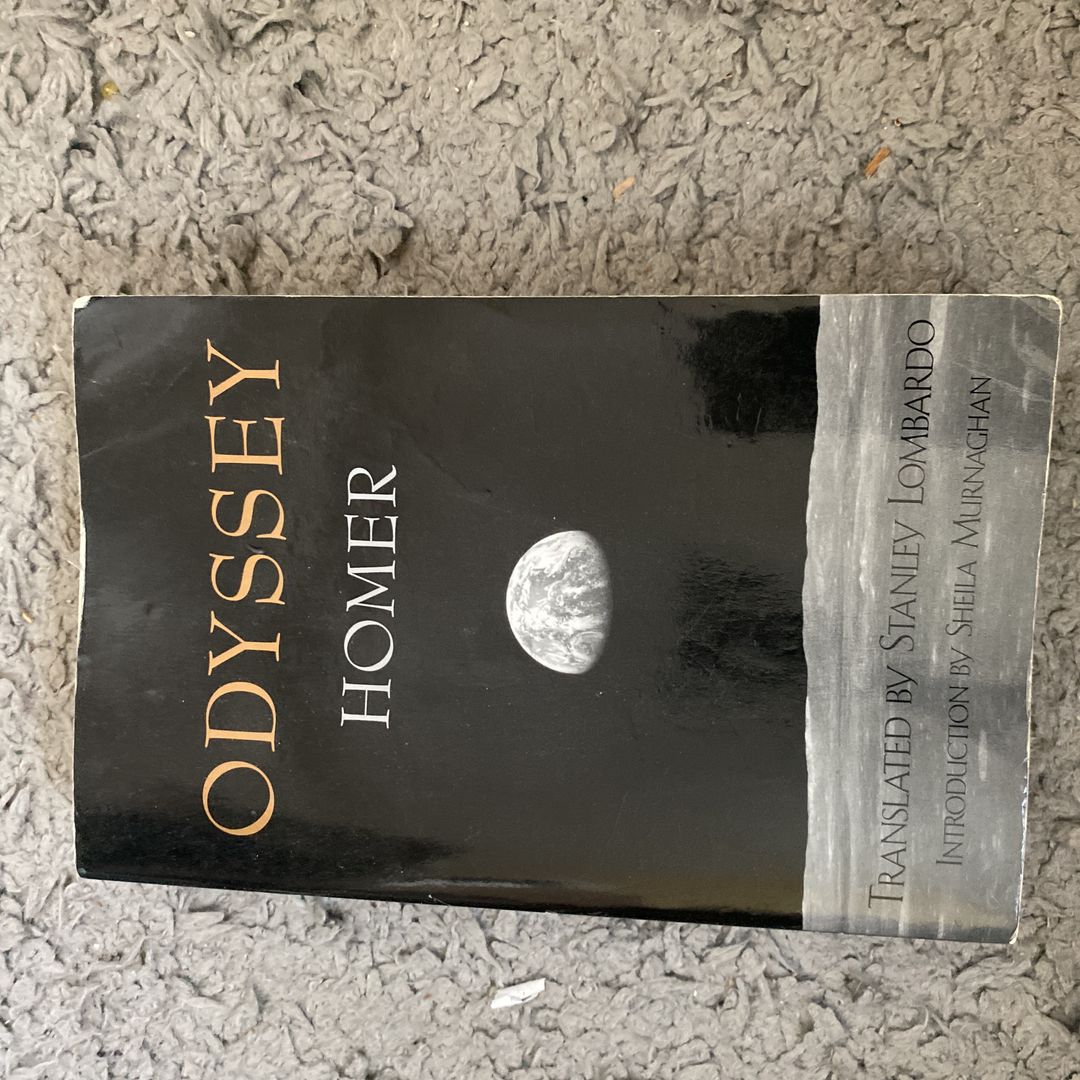 ODYSSEY
HOMER
TRANSLATED BY STANLEY LOMBARDO
INTRODUCTION BY SHEILA MURNAGHAN